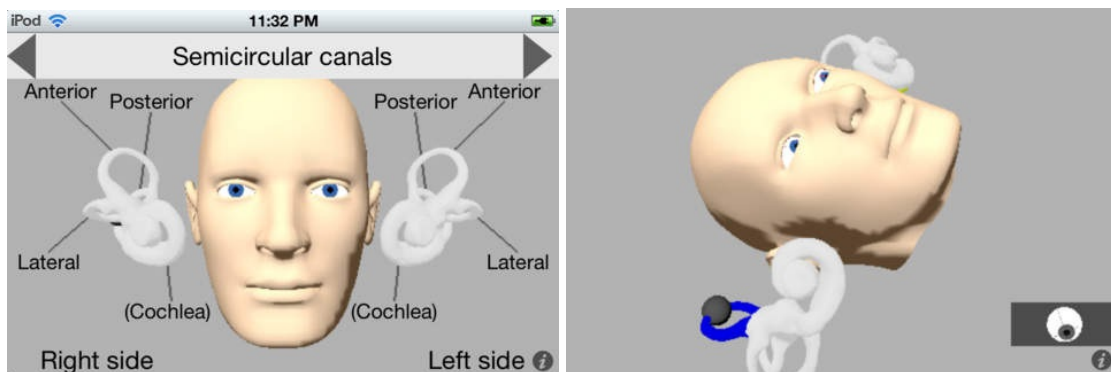 iPod 11:32 PM
Semicircular canals
Anterior Posterior Posterior Anterior
Lateral Lateral
(Cochlea) (Cochlea)
Right side Left side i
i